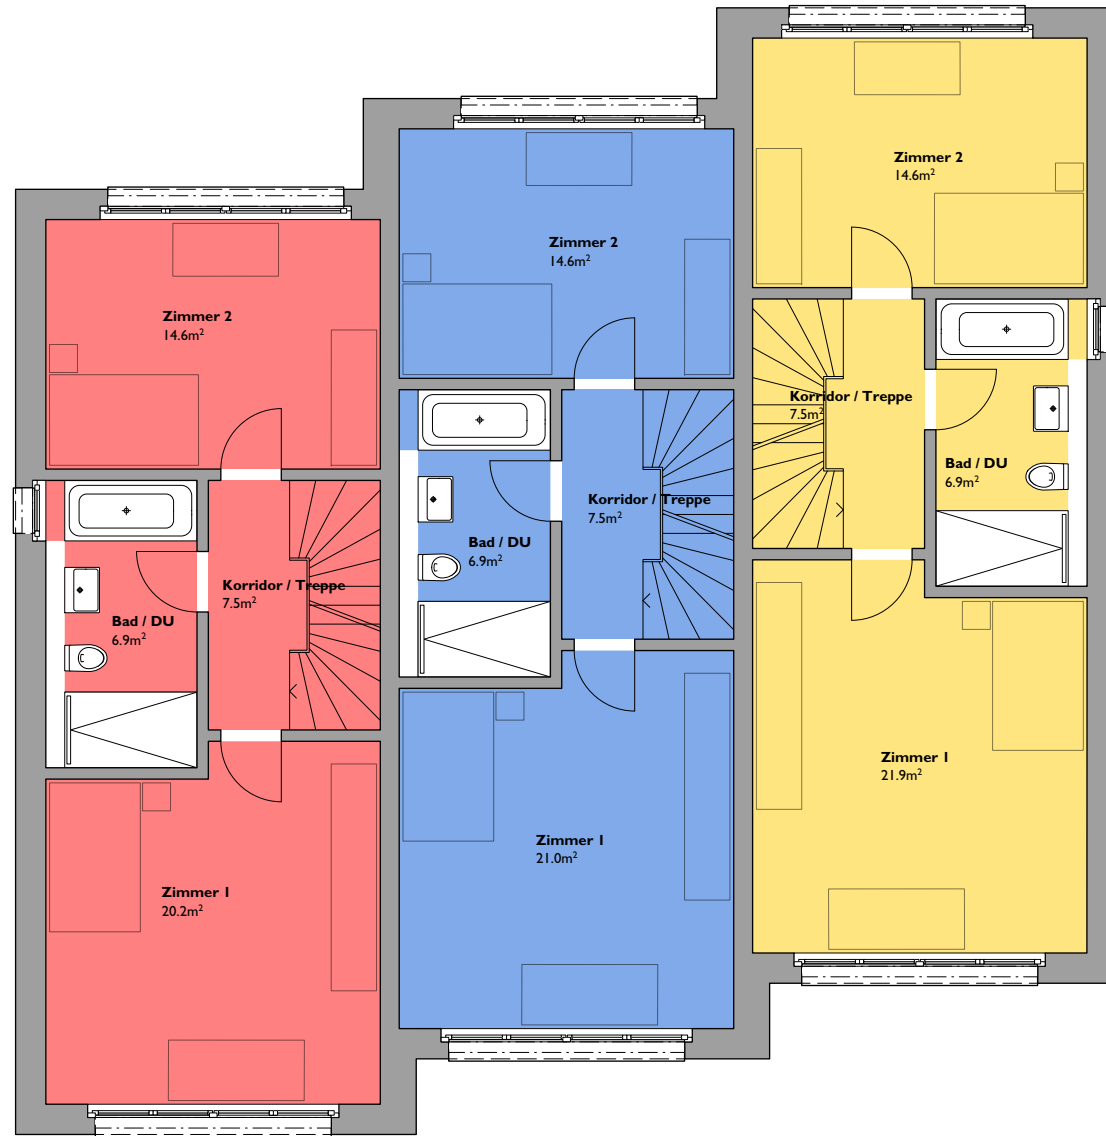 Zimmer 2
14.6m²
Zimmer 2
14.6m²
Zimmer 2
14.6m²
Korridor / Treppe
7.5m²
Bad / DU
6.9m²
Korridor / Treppe
7.5m²
Bad / DU
6.9m²
Korridor / Treppe
7.5m²
Bad / DU
6.9m²
Zimmer 1
21.9m²
Zimmer 1
21.0m²
Zimmer 1
20.2m²